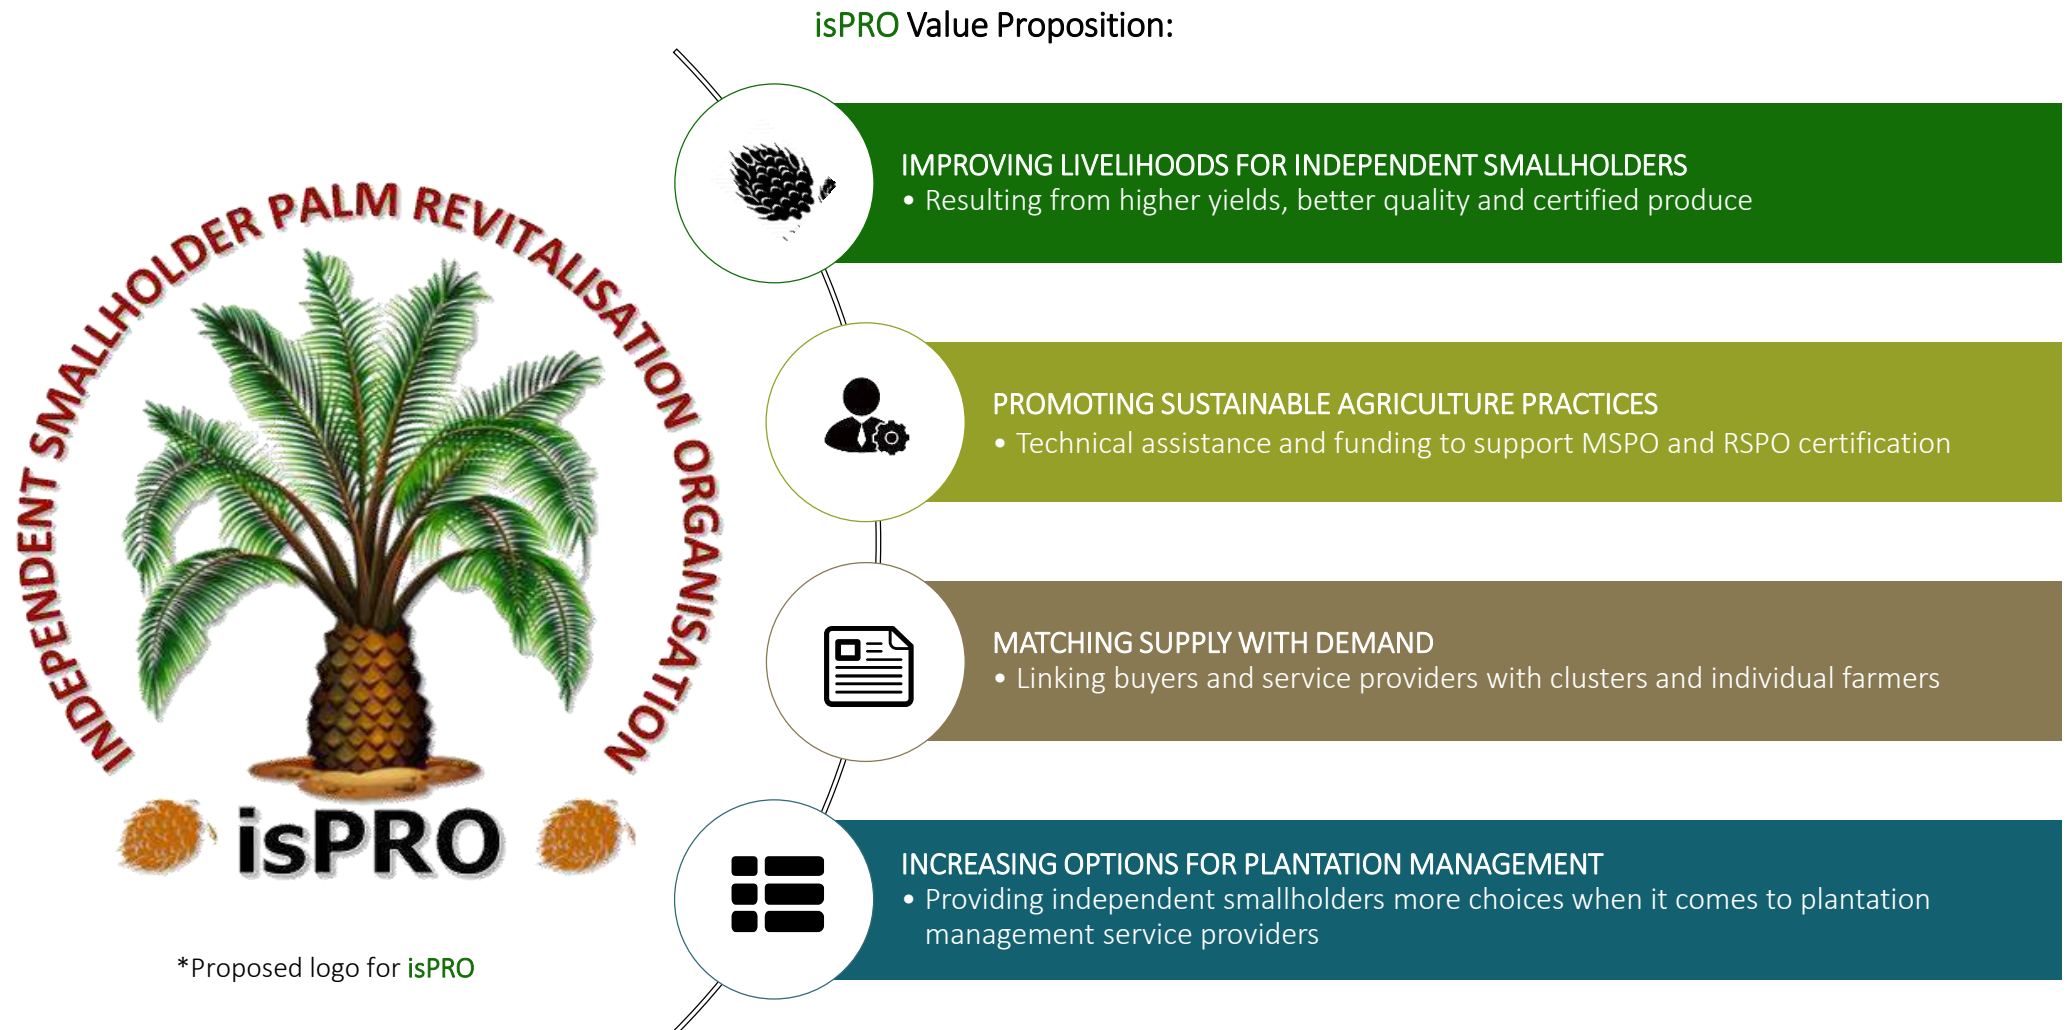 isPRO Value Proposition:
INDEPENDENT SMALLHOLDER PALM REVITALISATION ORGANISATION
isPRO
*Proposed logo for isPRO
IMPROVING LIVELIHOODS FOR INDEPENDENT SMALLHOLDERS
• Resulting from higher yields, better quality and certified produce
PROMOTING SUSTAINABLE AGRICULTURE PRACTICES
• Technical assistance and funding to support MSPO and RSPO certification
MATCHING SUPPLY WITH DEMAND
• Linking buyers and service providers with clusters and individual farmers
INCREASING OPTIONS FOR PLANTATION MANAGEMENT
• Providing independent smallholders more choices when it comes to plantation
management service providers